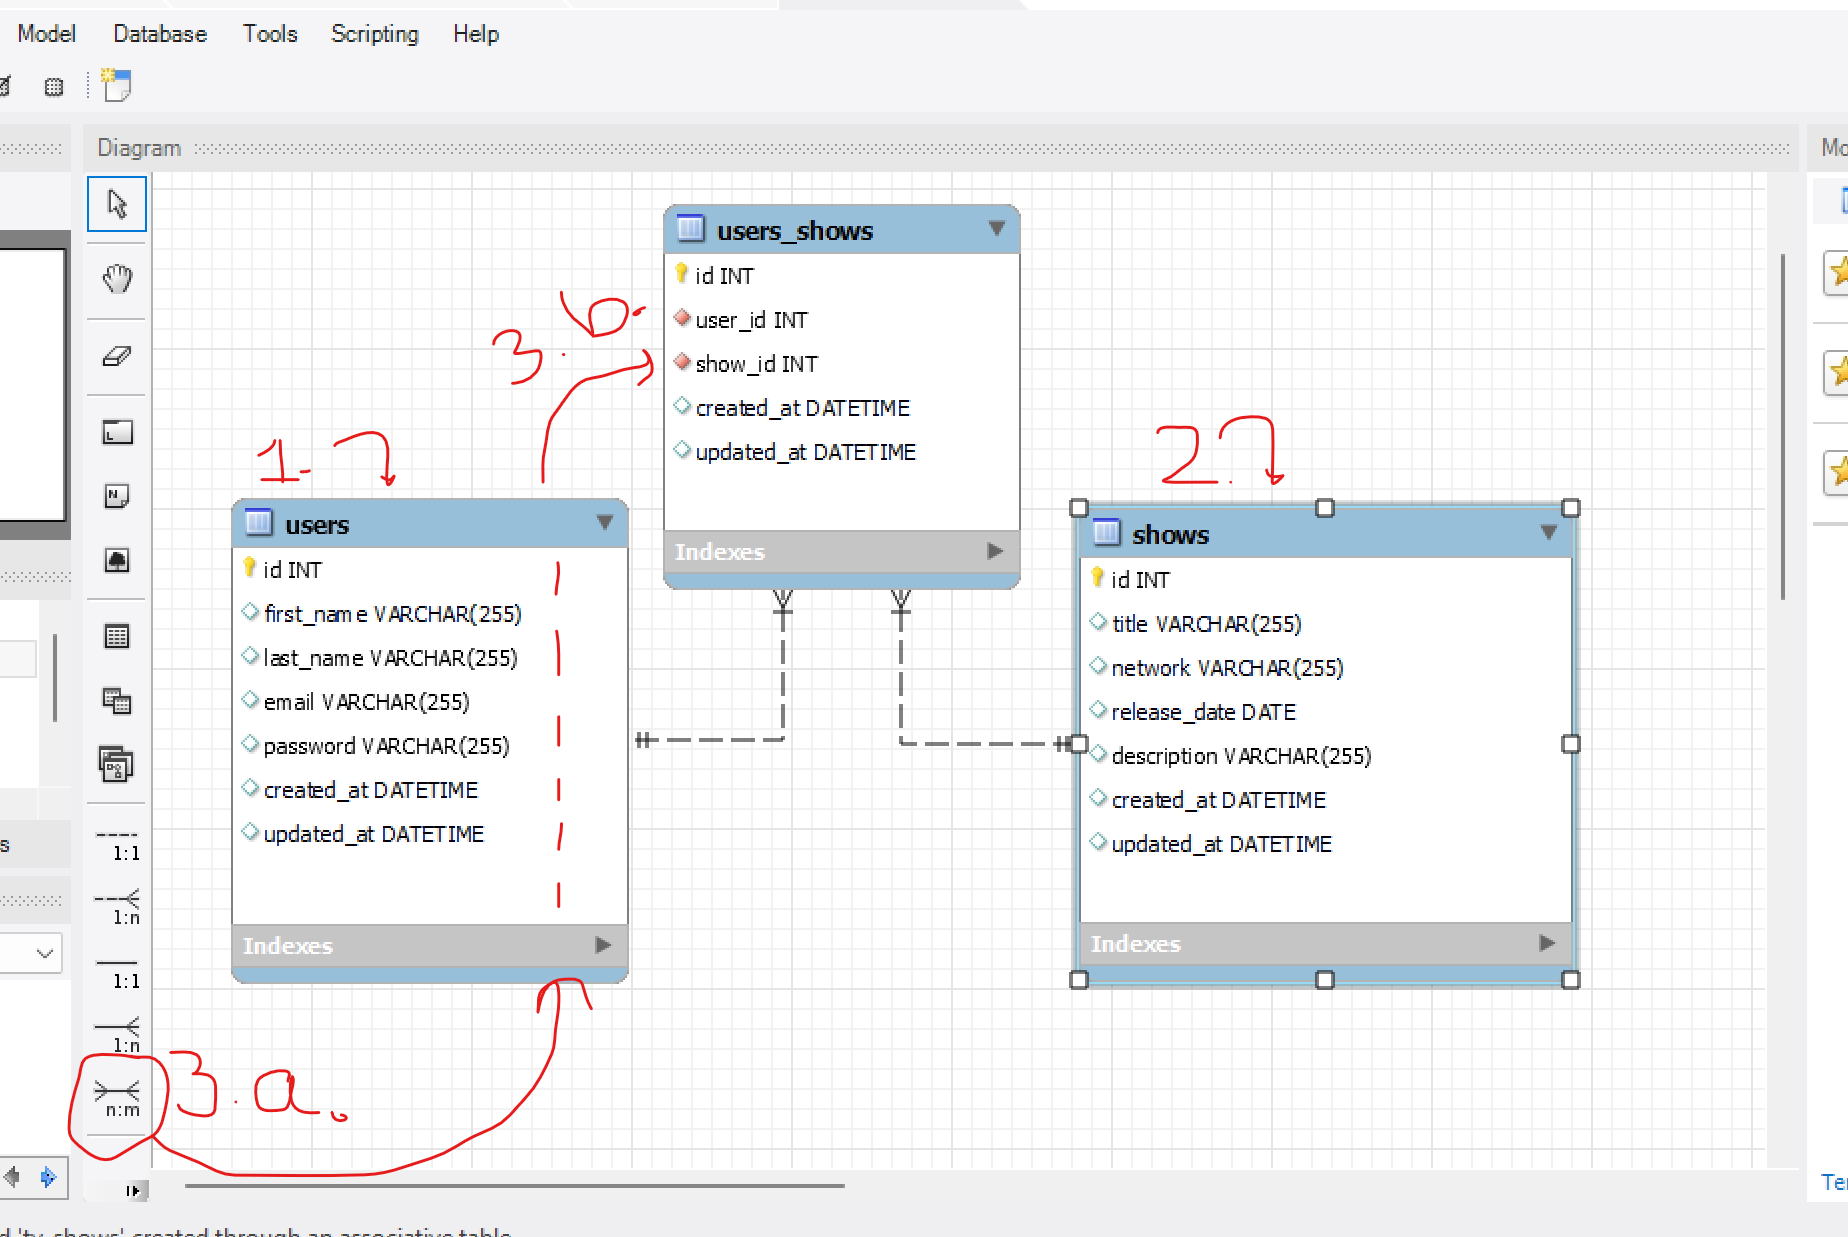 Model Database Tools Scripting Help
Diagram
users_shows
id INT
user_id INT
show_id INT
created_at DATETIME
updated_at DATETIME
Indexes
3.b.
1.
users
id INT
first_name VARCHAR(255)
last_name VARCHAR(255)
email VARCHAR(255)
password VARCHAR(255)
created_at DATETIME
updated_at DATETIME
Indexes
2.
shows
id INT
title VARCHAR(255)
network VARCHAR(255)
release_date DATE
description VARCHAR(255)
created_at DATETIME
updated_at DATETIME
Indexes
1:1
1:n
1:1
1:n
n:m
3.a.
'tv_shows' created through an associative table